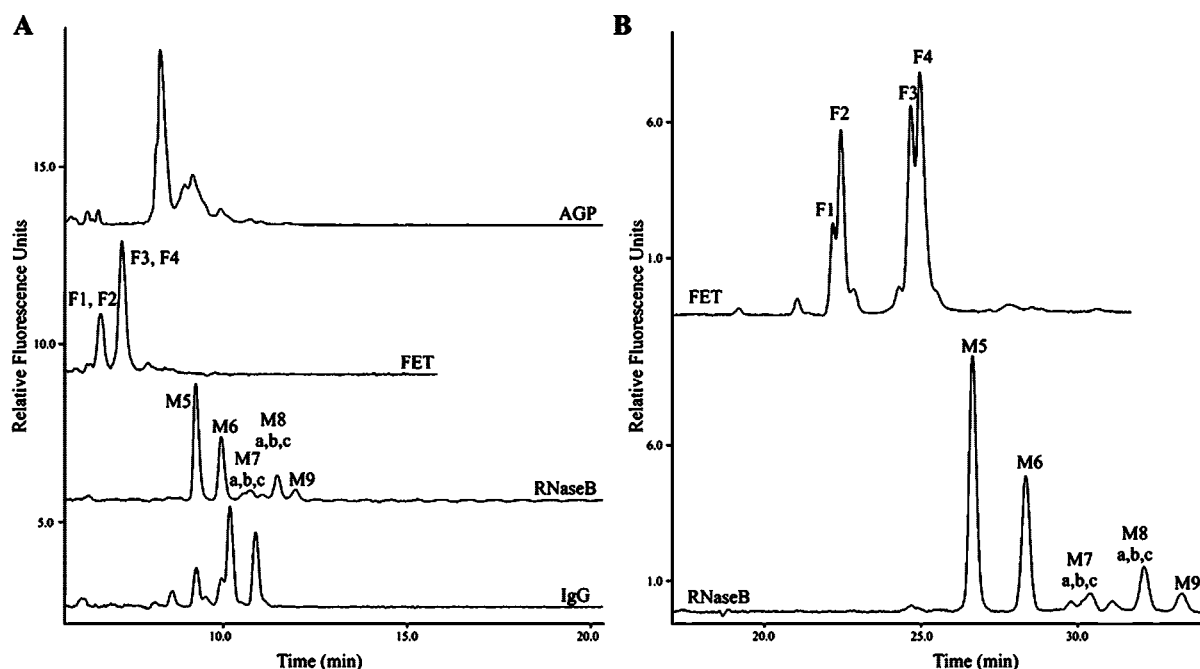 A
Relative Fluorescence Units
15.0
10.0
5.0
AGP
F1, F2
F3, F4
FET
M5
M6
M7
a,b,c
M8
a,b,c
M9
RNaseB
IgG
10.0
15.0
20.0
Time (min)
B
Relative Fluorescence Units
6.0
1.0
6.0
1.0
F1
F2
F3
F4
FET
M5
M6
M7
a,b,c
M8
a,b,c
M9
RNaseB
20.0
25.0
30.0
Time (min)